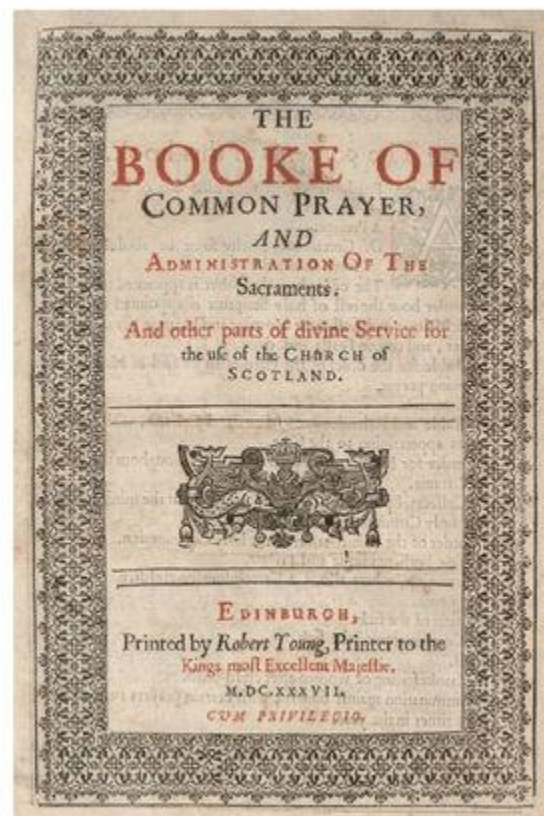 THE
BOOKE OF
COMMON PRAYER,
AND
ADMINISTRATION OF THE
Sacraments.
And other parts of divine Service for
the use of the CHURCH of
SCOTLAND.
EDINBURGH,
Printed by Robert Young, Printer to the
Kings most Excellent Majestie.
M.DC.XXXVII.
CUM PRIVILEGIO.